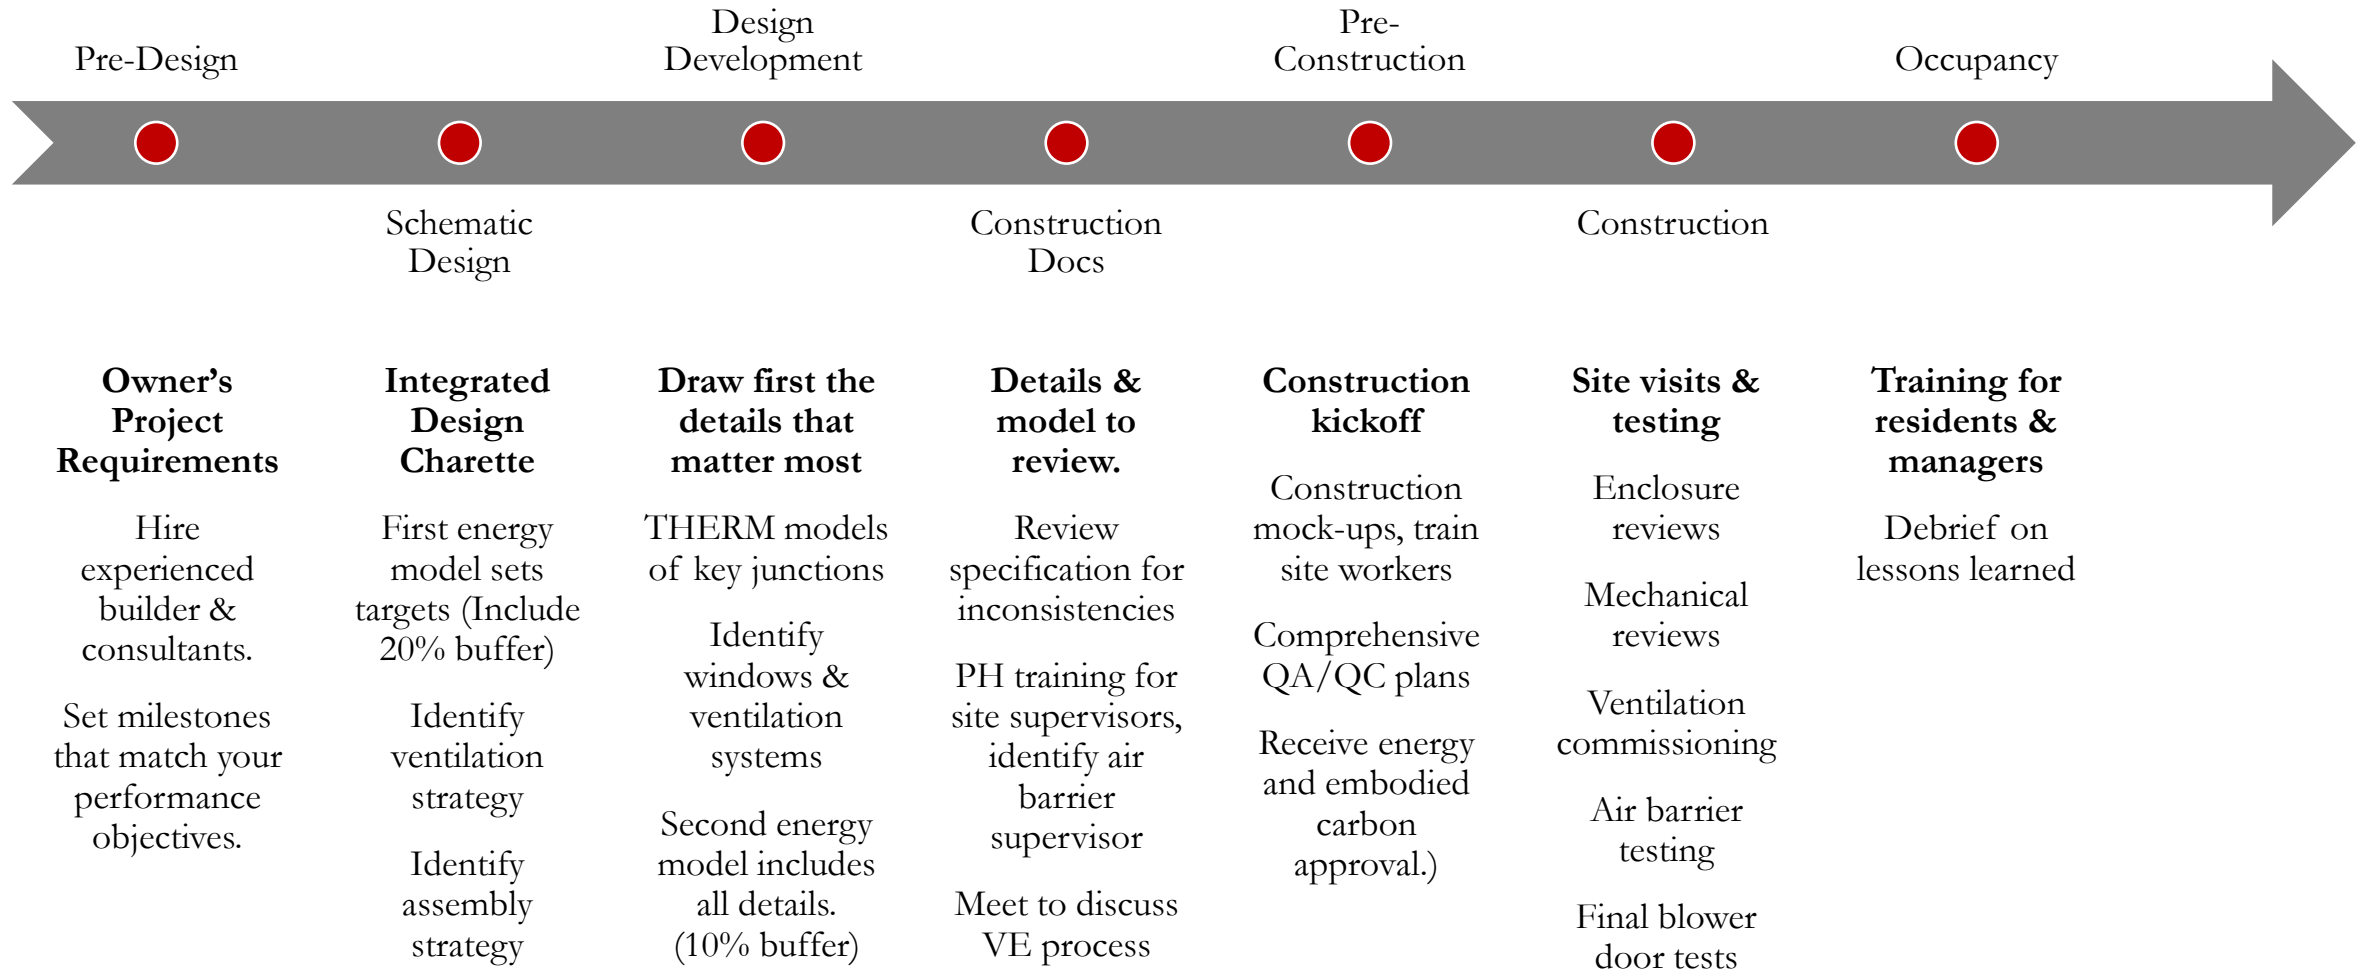 Pre-Design
Design
Development
Pre-
Construction
Occupancy
Schematic
Design
Construction
Docs
Construction
Owner’s
Project
Requirements
Hire
experienced
builder &
consultants.
Set milestones
that match your
performance
objectives.
Integrated
Design
Charette
First energy
model sets
targets (Include
20% buffer)
Identify
ventilation
strategy
Identify
assembly
strategy
Draw first the
details that
matter most
THERM models
of key junctions
Identify
windows &
ventilation
systems
Second energy
model includes
all details.
(10% buffer)
Details &
model to
review.
Review
specification for
inconsistencies
PH training for
site supervisors,
identify air
barrier
supervisor
Meet to discuss
VE process
Construction
kickoff
Construction
mock-ups, train
site workers
Comprehensive
QA/QC plans
Receive energy
and embodied
carbon
approval.)
Site visits &
testing
Enclosure
reviews
Mechanical
reviews
Ventilation
commissioning
Air barrier
testing
Final blower
door tests
Training for
residents &
managers
Debrief on
lessons learned